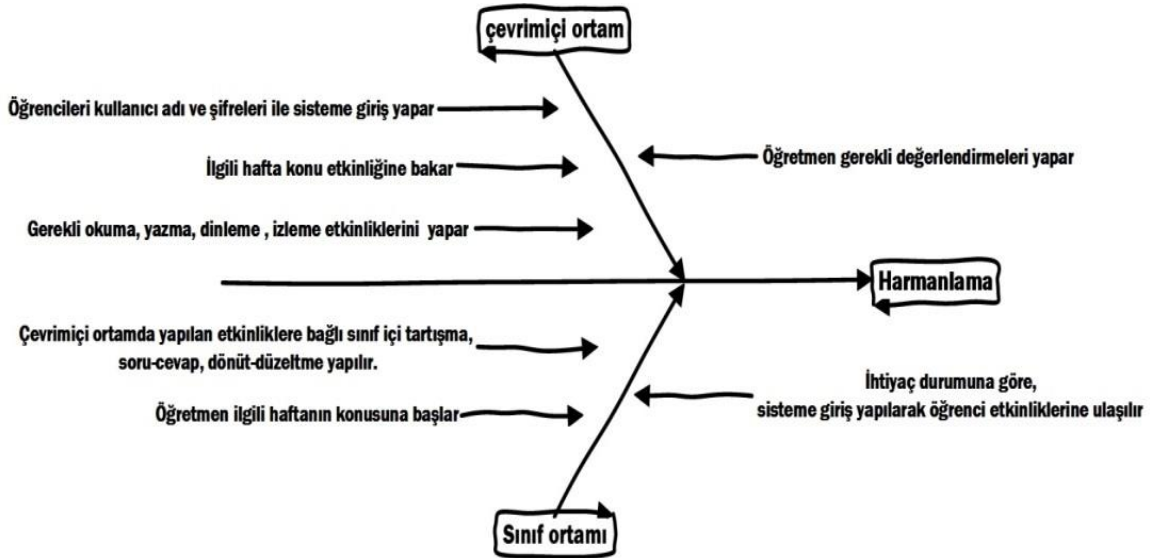 çevrimiçi ortam
Öğrencileri kullanıcı adı ve şifreleri ile sisteme giriş yapar
İlgili hafta konu etkinliğine bakar
Öğretmen gerekli değerlendirmeleri yapar
Gerekli okuma, yazma, dinleme , izleme etkinliklerini yapar
Harmanlama
Çevrimiçi ortamda yapılan etkinliklere bağlı sınıf içi tartışma,
soru-cevap, dönüt-düzeltme yapılır.
Öğretmen ilgili haftanın konusuna başlar
İhtiyaç durumuna göre,
sisteme giriş yapılarak öğrenci etkinliklerine ulaşılır
Sınıf ortamı